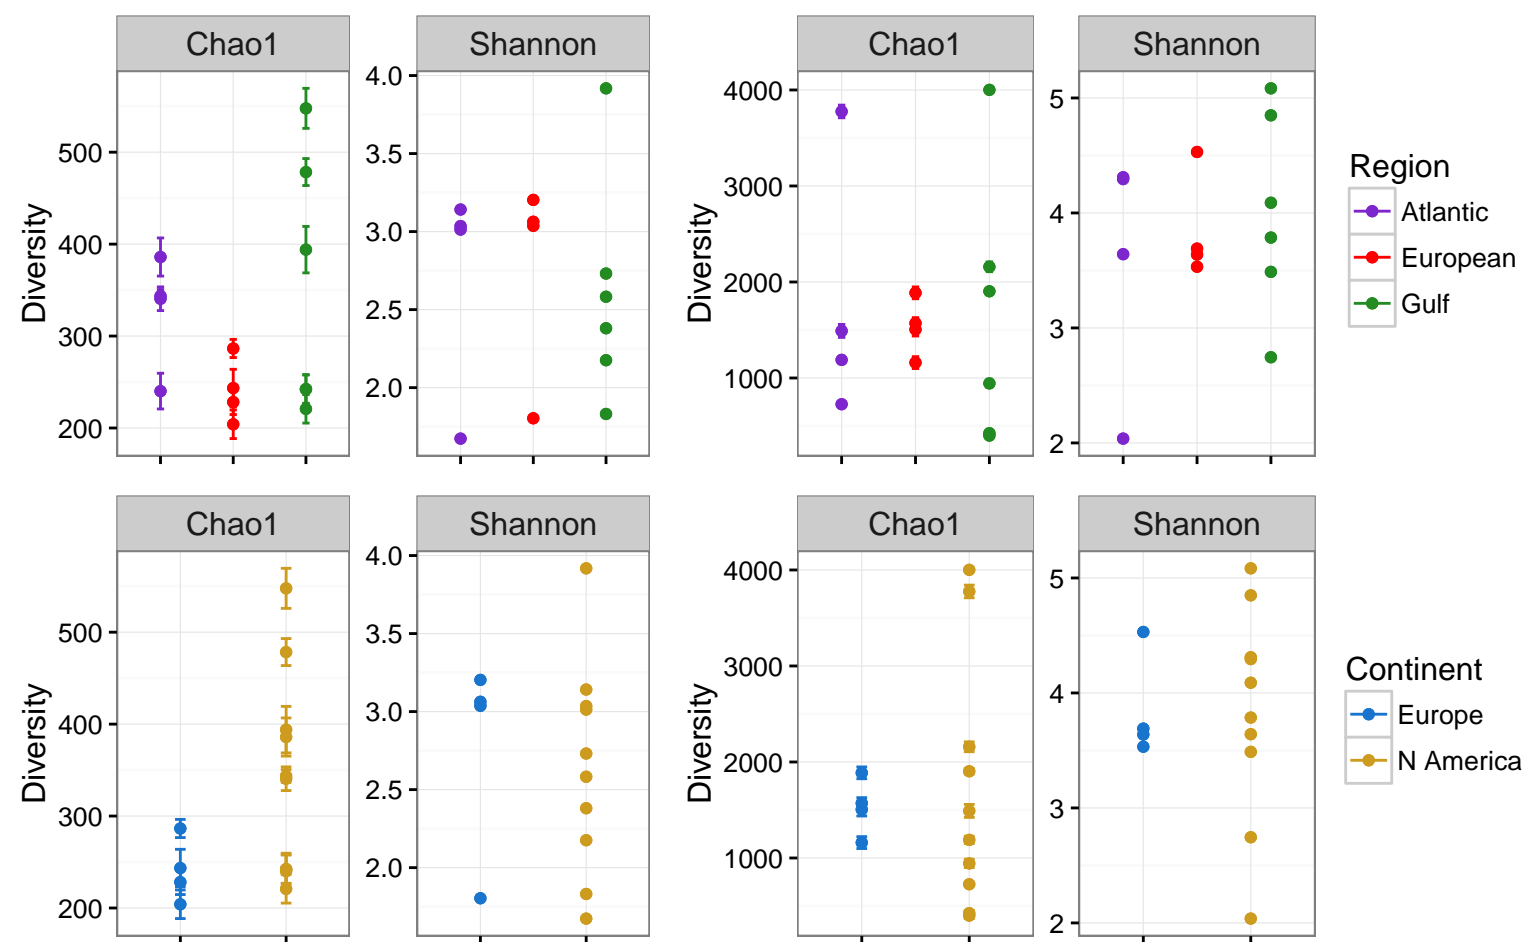 Chao1
Shannon
Chao1
Shannon
Diversity
500
400
300
200
4.0
3.5
3.0
2.5
2.0
Diversity
4000
3000
2000
1000
5
4
3
2
Region
Atlantic
European
Gulf
Chao1
Shannon
Chao1
Shannon
Diversity
500
400
300
200
4.0
3.5
3.0
2.5
2.0
Diversity
4000
3000
2000
1000
5
4
3
2
Continent
Europe
N America